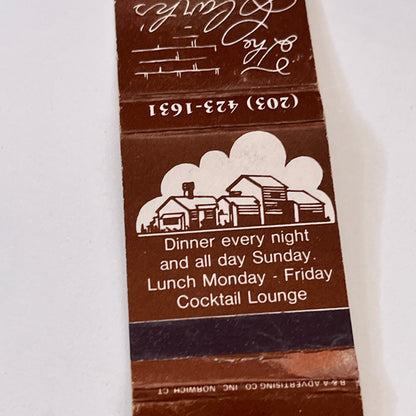 The
Clark's
(203) 423-1631
Dinner every night
and all day Sunday.
Lunch Monday - Friday
Cocktail Lounge
B & A ADVERTISING CO. INC. NORWICH CT